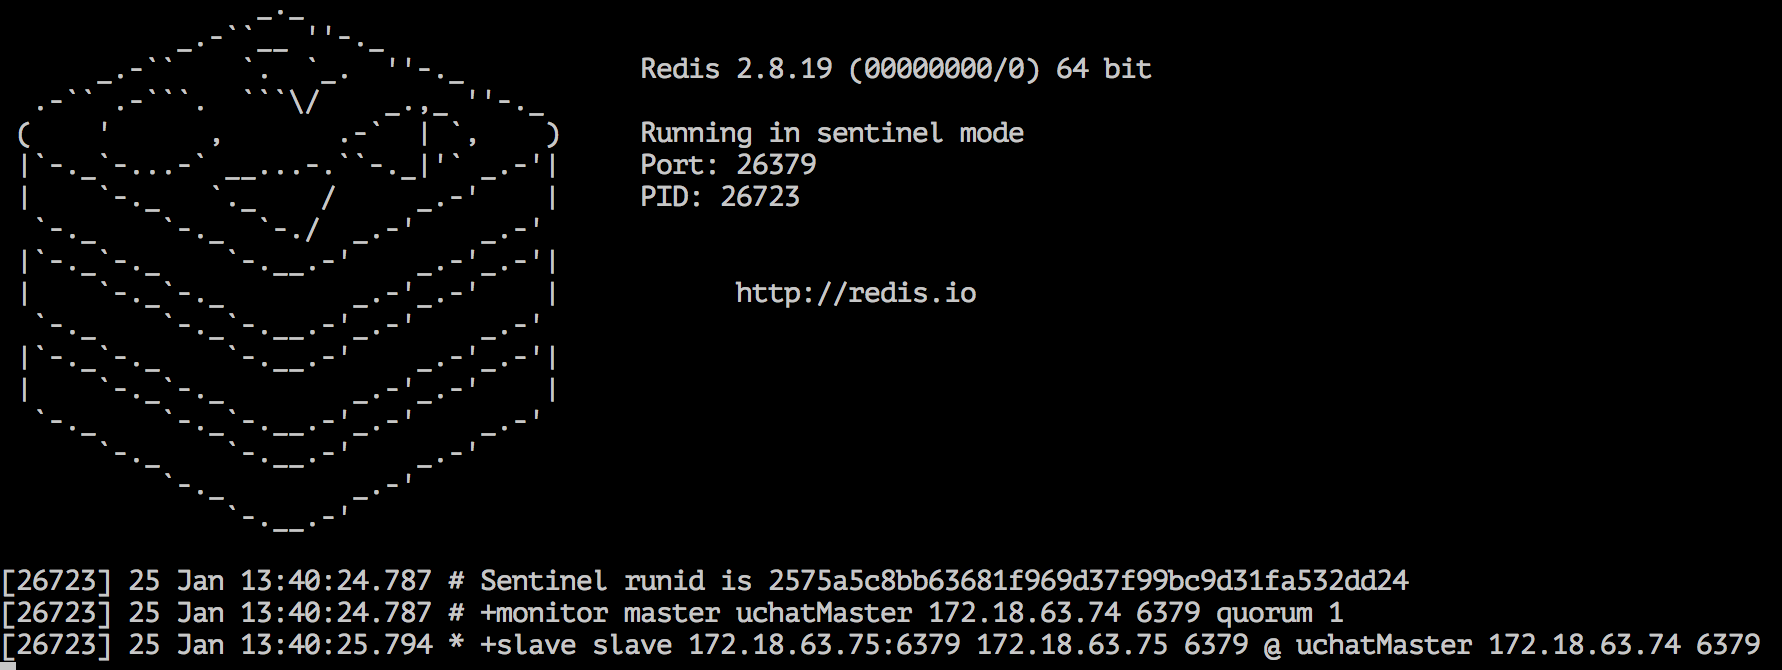 Redis 2.8.19 (00000000/0) 64 bit
Running in sentinel mode
Port: 26379
PID: 26723
http://redis.io
[26723] 25 Jan 13:40:24.787 # Sentinel runid is 2575a5c8bb63681f969d37f99bc9d31fa532dd24
[26723] 25 Jan 13:40:24.787 # +monitor master uchatMaster 172.18.63.74 6379 quorum 1
[26723] 25 Jan 13:40:25.794 * +slave slave 172.18.63.75:6379 172.18.63.75 6379 @ uchatMaster 172.18.63.74 6379